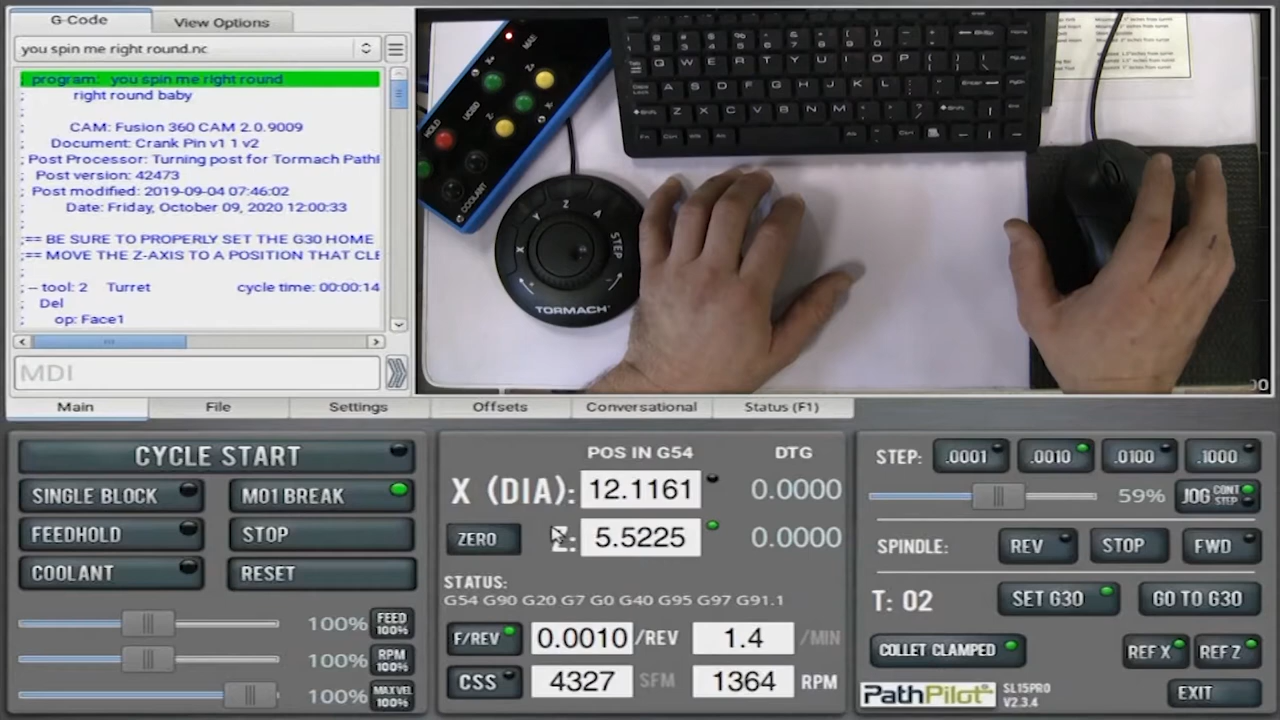 G-Code
View Options
you spin me right round.nc
; program: you spin me right round
; right round baby
;
; CAM: Fusion 360 CAM 2.0.9009
; Document: Crank Pin v1 1 v2
; Post Processor: Turning post for Tormach Path
; Post version: 42473
; Post modified: 2019-09-04 07:46:02
; Date: Friday, October 09, 2020 12:00:33
;
;== BE SURE TO PROPERLY SET THE G30 HOME
;== MOVE THE Z-AXIS TO A POSITION THAT CLE
;
; -- tool: 2 Turret cycle time: 00:00:14
; Del
; op: Face1
MDI
HOLD
UCSED
COOLANT
X Y Z A STEP
TORMACH
Q W E R T Y U I O P
A S D F G H J K L
Z X C V B N M
Main
File
Settings
Offsets
Conversational
Status (F1)
CYCLE START
SINGLE BLOCK
M01 BREAK
FEEDHOLD
STOP
COOLANT
RESET
100% FEED 100%
100% RPM 100%
100% MAXVEL 100%
POS IN G54
DTG
X (DIA): 12.1161 0.0000
ZERO Z: 5.5225 0.0000
STATUS:
G54 G90 G20 G7 G0 G40 G95 G97 G91.1
F/REV 0.0010 /REV 1.4 /MIN
CSS 4327 SFM 1364 RPM
STEP: .0001 .0010 .0100 .1000
59% JOG CONT STEP
SPINDLE: REV STOP FWD
T: 02 SET G30 GO TO G30
COLLET CLAMPED REF X REF Z
PathPilot SL15PRO
V2.3.4
EXIT